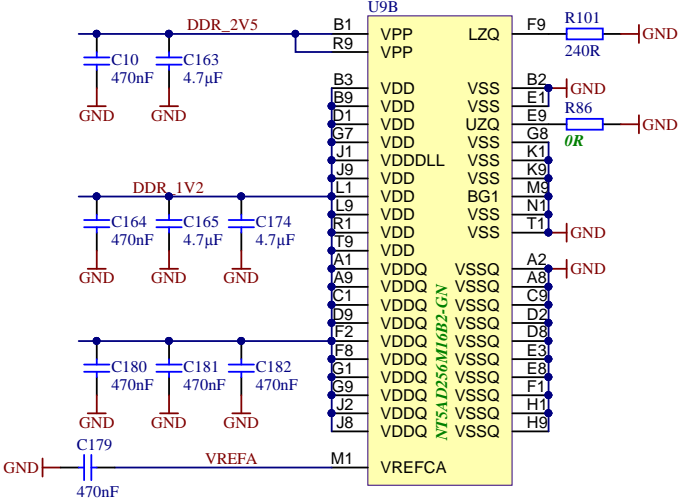 U9B
DDR_2V5
B1 VPP LZQ F9 R101 GND
R9 VPP 240R
C10 C163
470nF 4.7µF
GND GND
B3 VDD VSS B2 GND
B9 VDD VSS E1
D1 VDD UZQ E9 R86 GND
G7 VDD VSS G8 0R
J1 VDDDLL VSS K1
J9 VDD VSS K9
DDR_1V2
L1 VDD BG1 M9
L9 VDD VSS N1
R1 VDD VSS T1 GND
T9 VDD
C164 C165 C174
470nF 4.7µF 4.7µF
GND GND GND
A1 VDDQ VSSQ A2 GND
A9 VDDQ VSSQ A8
C1 VDDQ VSSQ C9
D9 VDDQ VSSQ D2
F2 VDDQ VSSQ D8
F8 VDDQ VSSQ E3
G1 VDDQ VSSQ E8
G9 VDDQ VSSQ F1
J2 VDDQ VSSQ H1
J8 VDDQ VSSQ H9
NT5AD256M16B2-GN
C180 C181 C182
470nF 470nF 470nF
GND GND GND
C179
GND VREFA M1 VREFCA
470nF